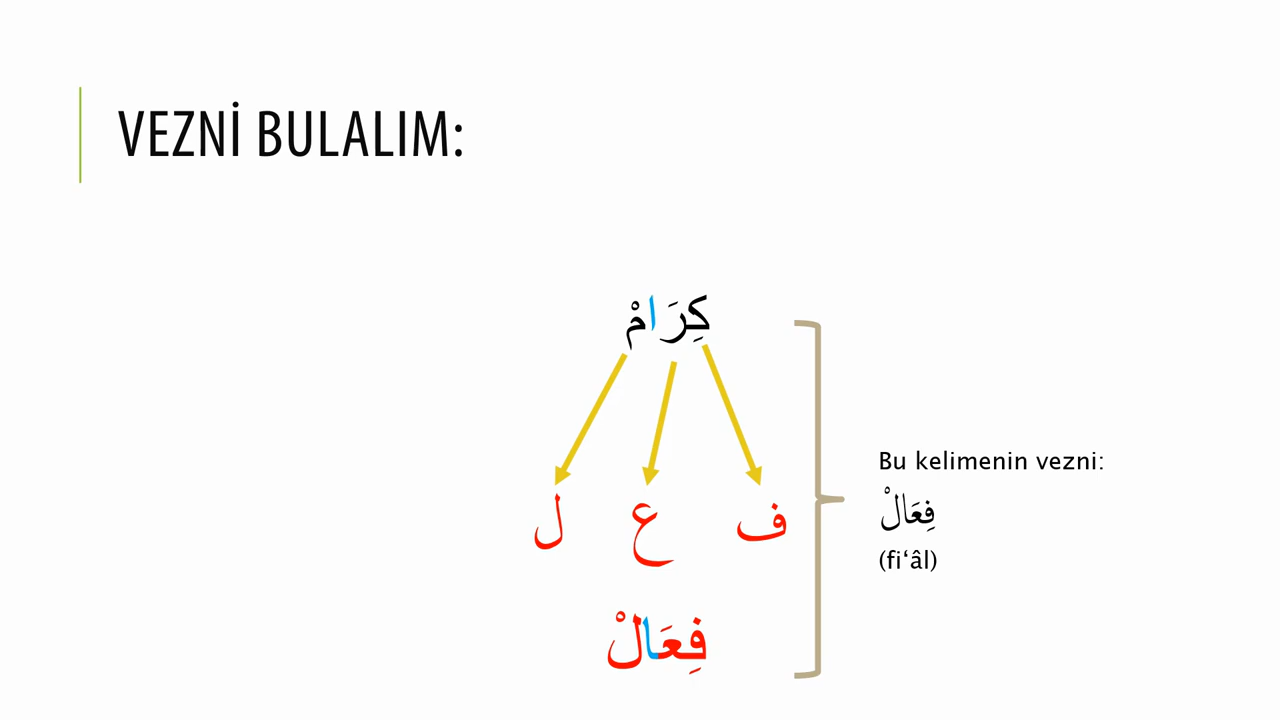 VEZNİ BULALIM:
كِرَامْ
ف ع ل
فِعَالْ
Bu kelimenin vezni:
فِعَالْ
(fi‘âl)